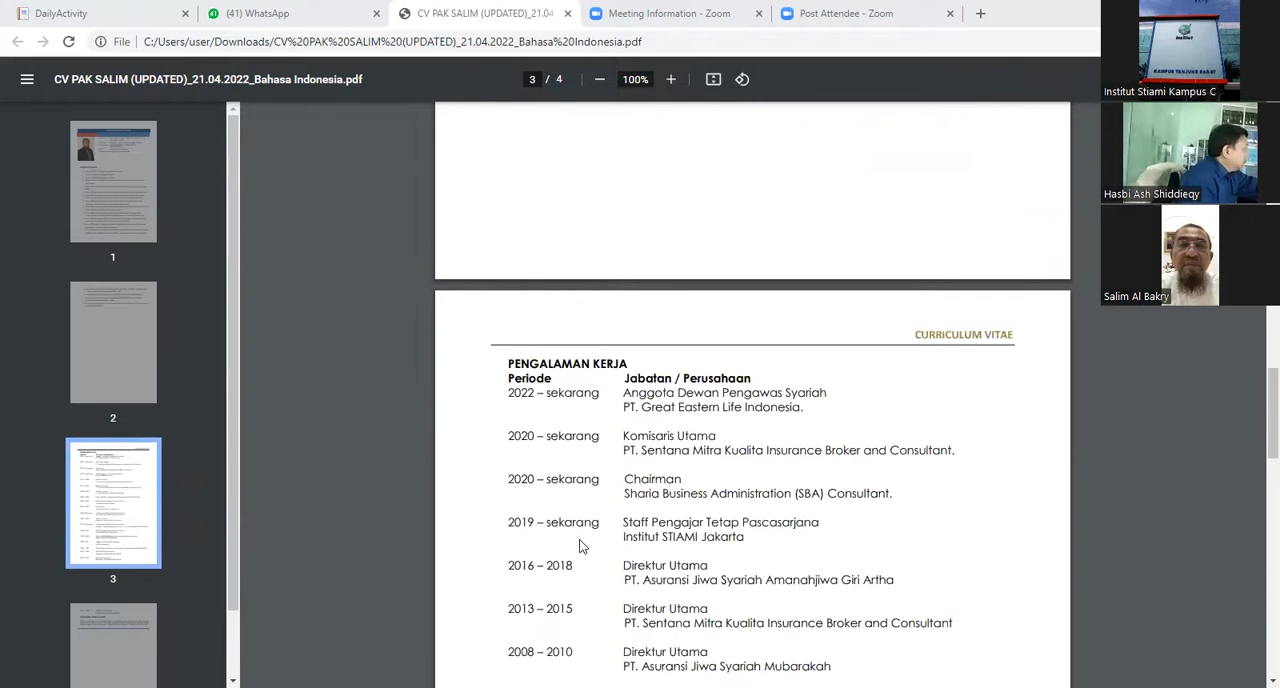 DailyActivity
(41) WhatsApp
CV PAK SALIM (UPDATED)_21.04
Meeting Information - Zoom
Post Attendee - Zoom
File
C:/Users/user/Downloads/CV%20PAK%20SALIM%20(UPDATED)_21.04.2022_Bahasa%20Indonesia.pdf
CV PAK SALIM (UPDATED)_21.04.2022_Bahasa Indonesia.pdf
3 / 4
100%
KAMPUS TANJUNG BARAT
Institut Stiami Kampus C
Hasbi Ash Shiddieqy
Salim Al Bakry
1
2
3
CURRICULUM VITAE
PENGALAMAN KERJA
Periode Jabatan / Perusahaan
2022 – sekarang Anggota Dewan Pengawas Syariah
PT. Great Eastern Life Indonesia.
2020 – sekarang Komisaris Utama
PT. Sentana Mitra Kualita Insurance Broker and Consultant.
2020 – sekarang Chairman
Sharia Business Administration (SBA) Consultant.
2019 – sekarang Staff Pengajar Tetap Pascasarjana
Institut STIAMI Jakarta
2016 – 2018 Direktur Utama
PT. Asuransi Jiwa Syariah Amanahjiwa Giri Artha
2013 – 2015 Direktur Utama
PT. Sentana Mitra Kualita Insurance Broker and Consultant
2008 – 2010 Direktur Utama
PT. Asuransi Jiwa Syariah Mubarakah